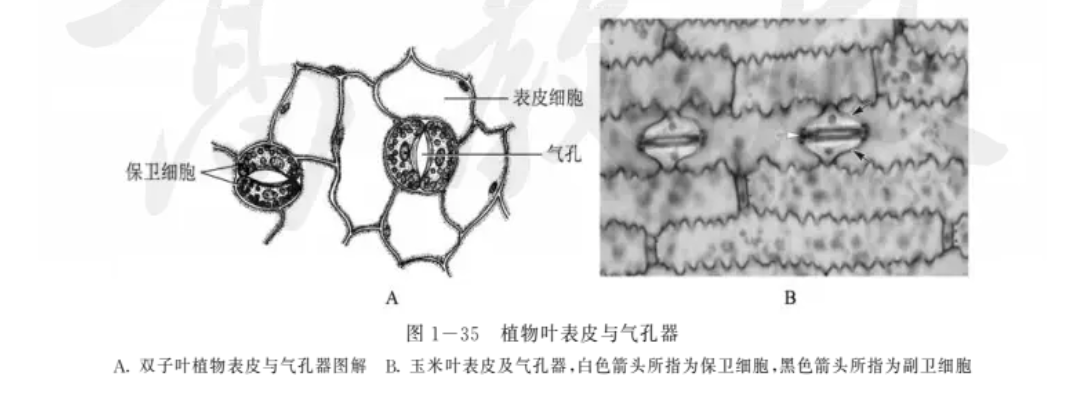 表皮细胞
气孔
保卫细胞
A
B
图 1-35 植物叶表皮与气孔器
A. 双子叶植物表皮与气孔器图解 B. 玉米叶表皮及气孔器,白色箭头所指为保卫细胞,黑色箭头所指为副卫细胞